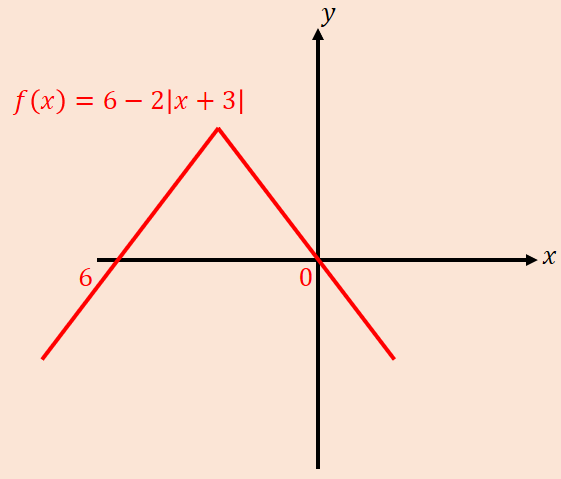 y
f(x) = 6 − 2|x + 3|
x
6
0